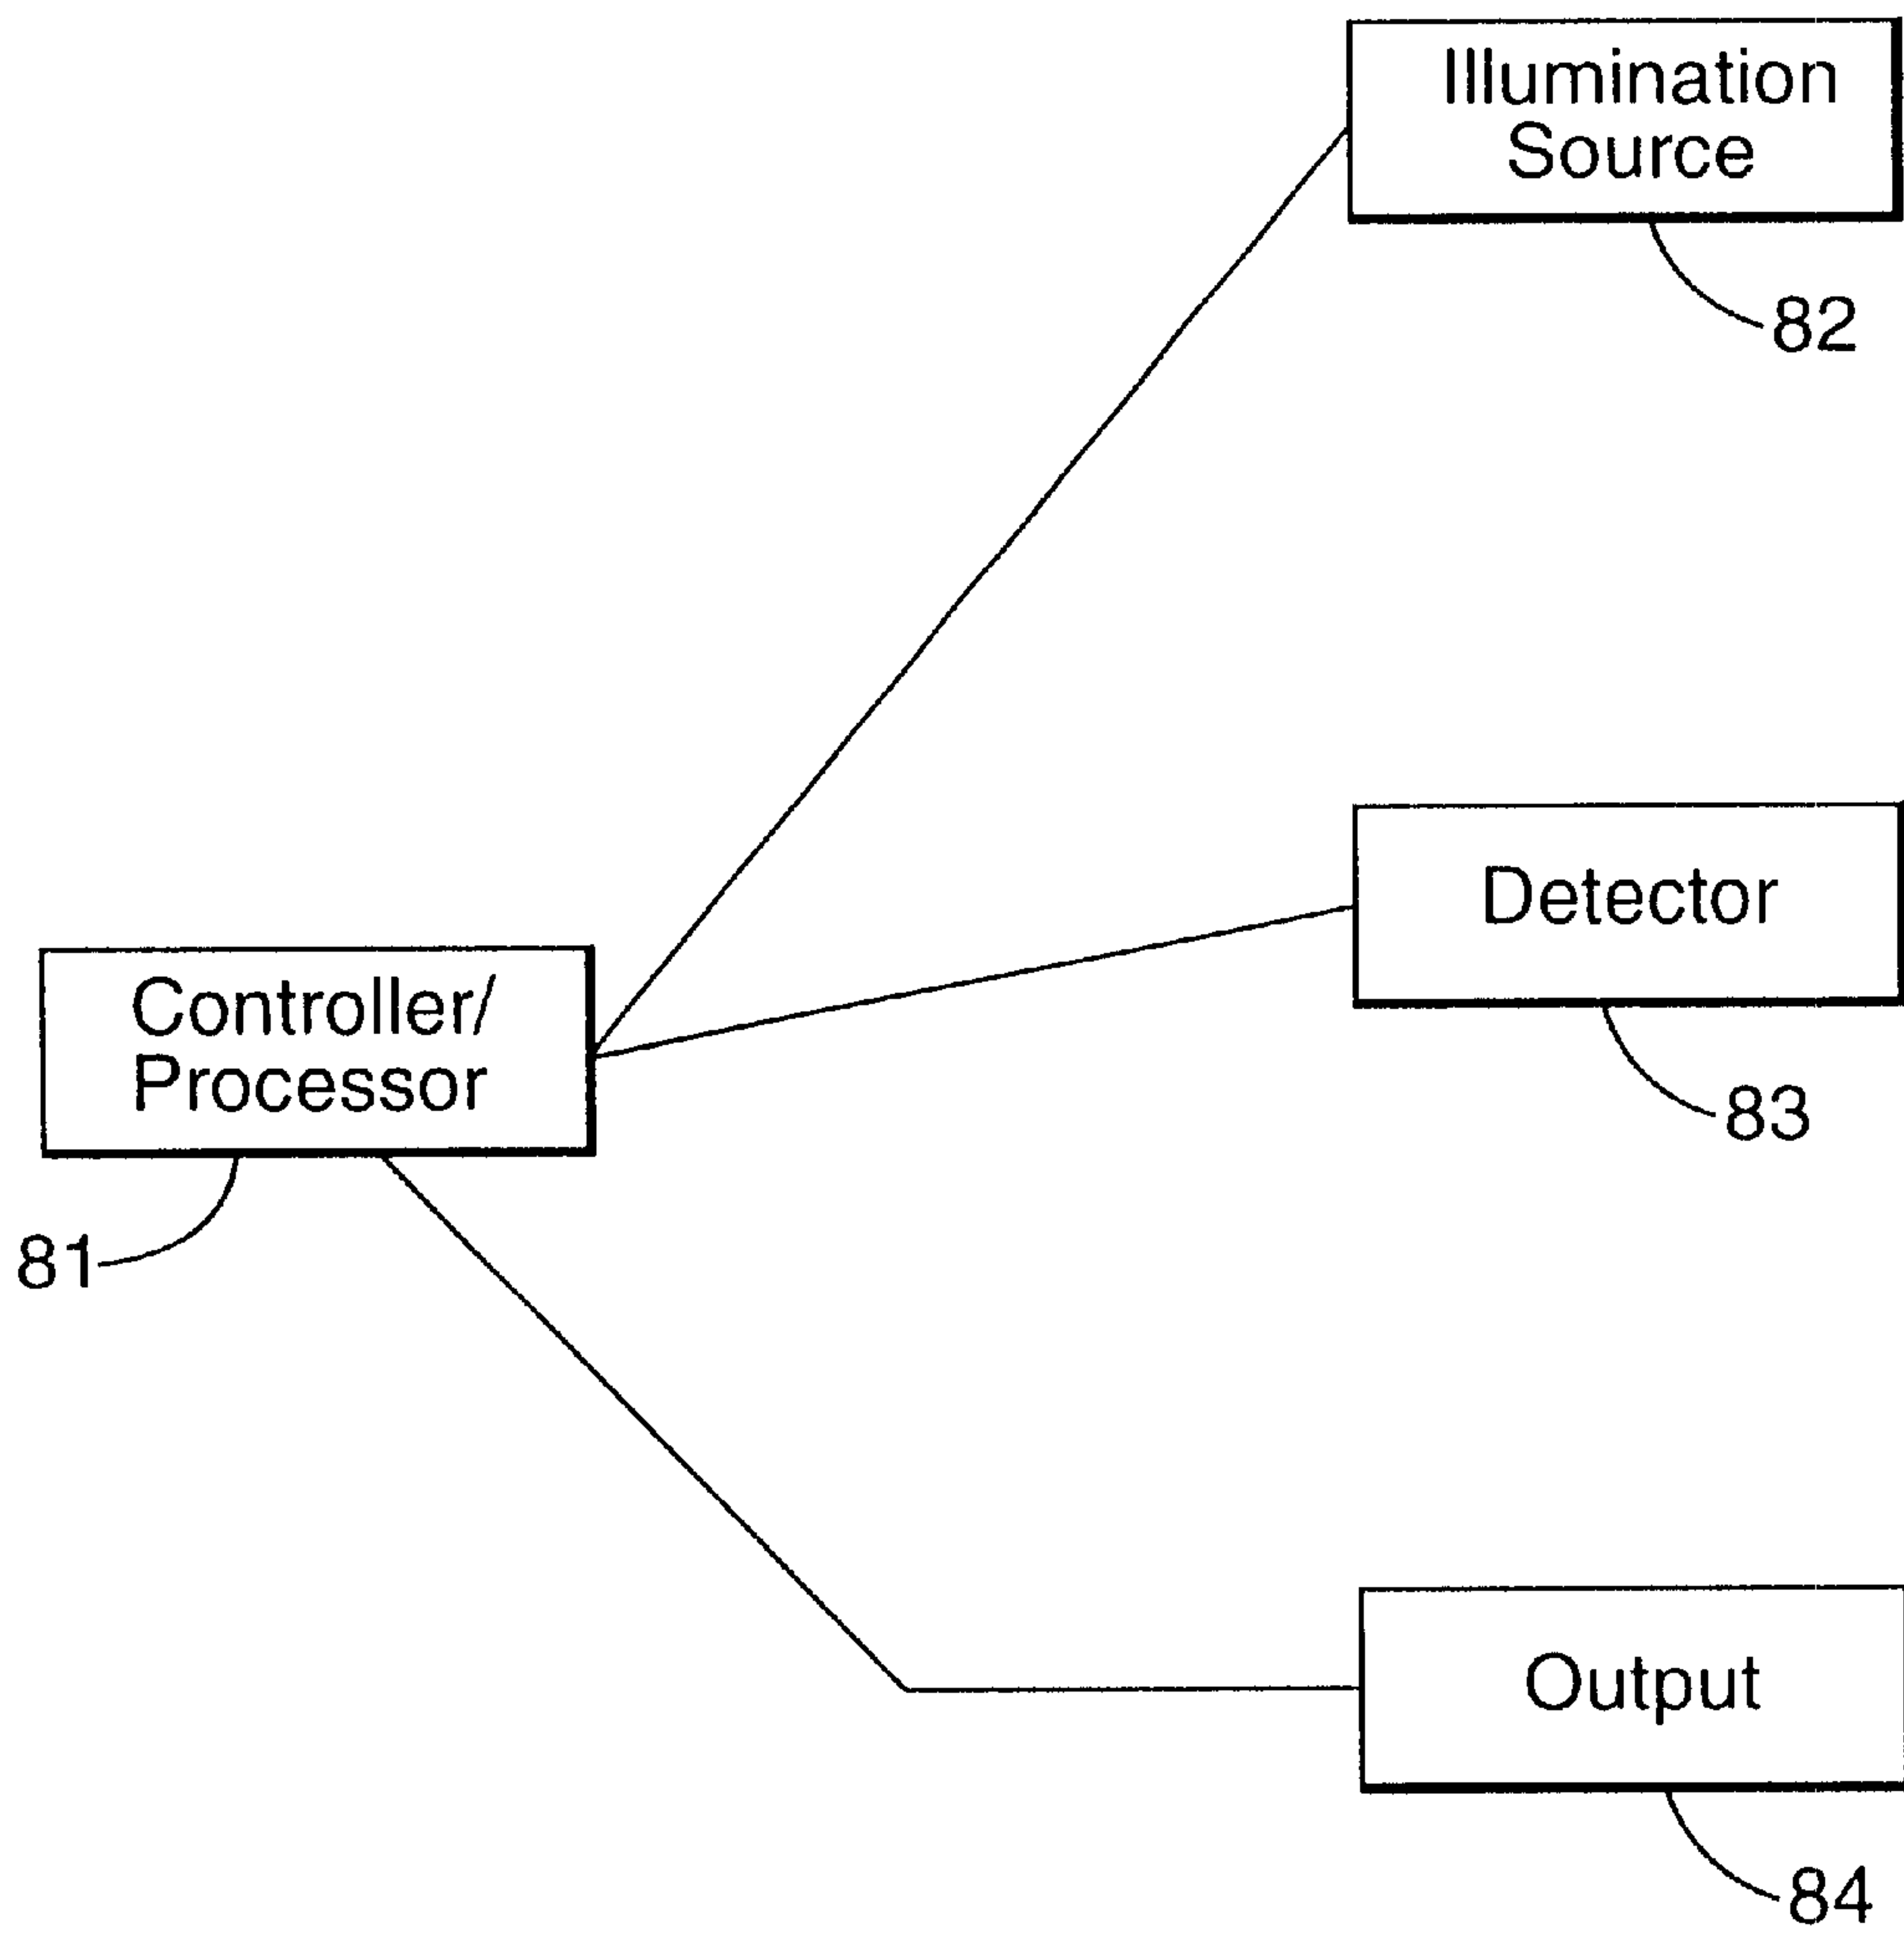 Illumination
Source
82
Detector
83
Controller/
Processor
81
Output
84